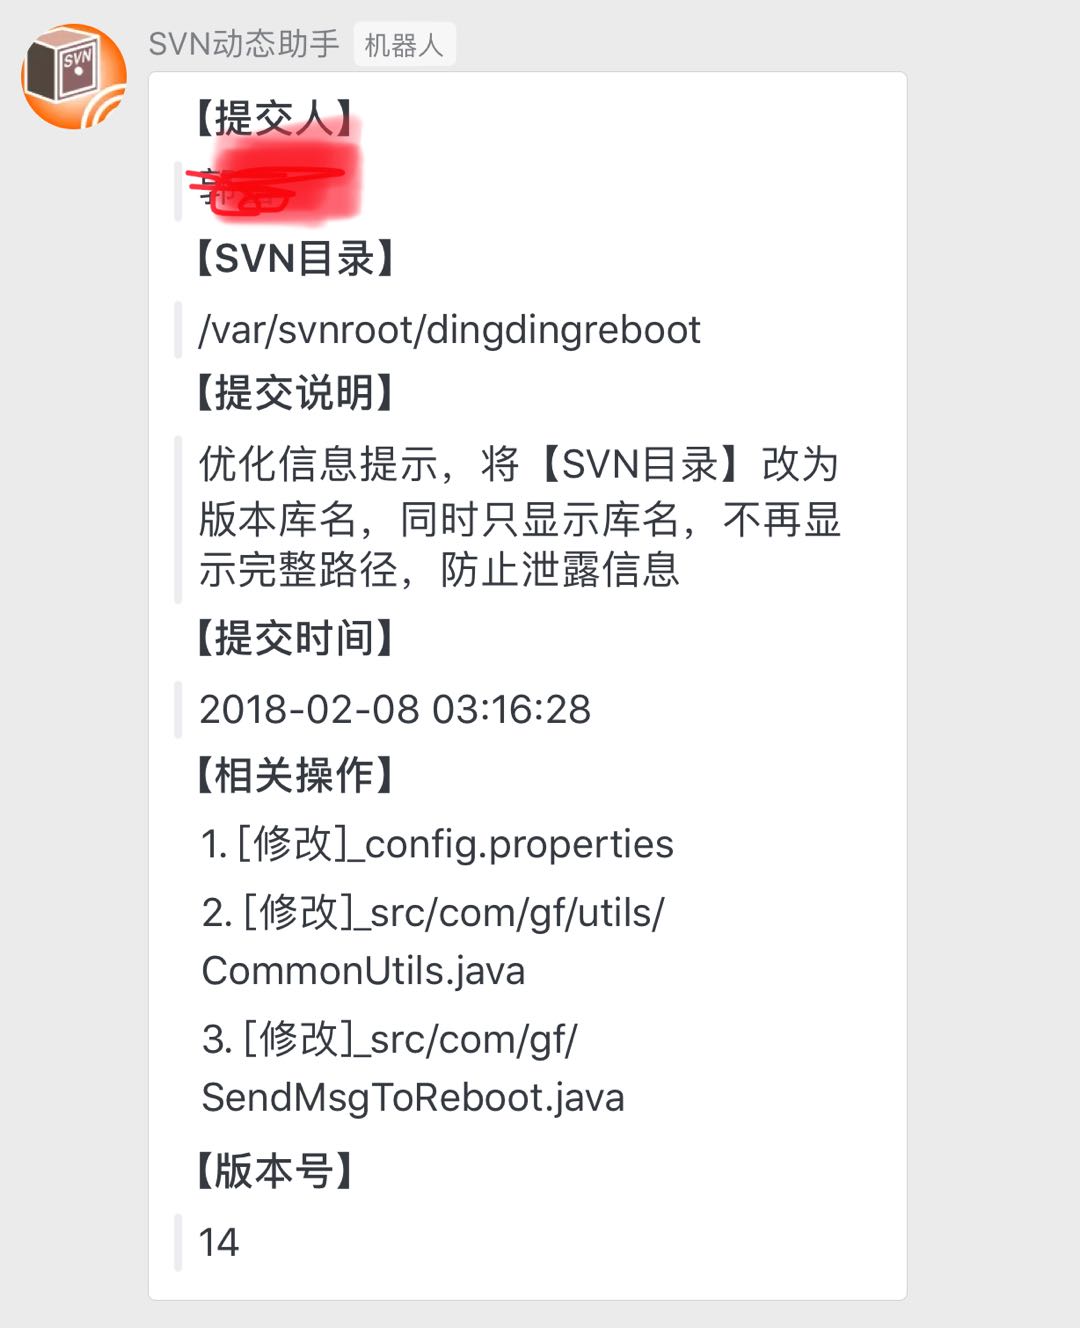 SVN动态助手 机器人
SVN
【提交人】
【SVN目录】
/var/svnroot/dingdingreboot
【提交说明】
优化信息提示，将【SVN目录】改为
版本库名，同时只显示库名，不再显
示完整路径，防止泄露信息
【提交时间】
2018-02-08 03:16:28
【相关操作】
1. [修改]_config.properties
2. [修改]_src/com/gf/utils/
CommonUtils.java
3. [修改]_src/com/gf/
SendMsgToReboot.java
【版本号】
14